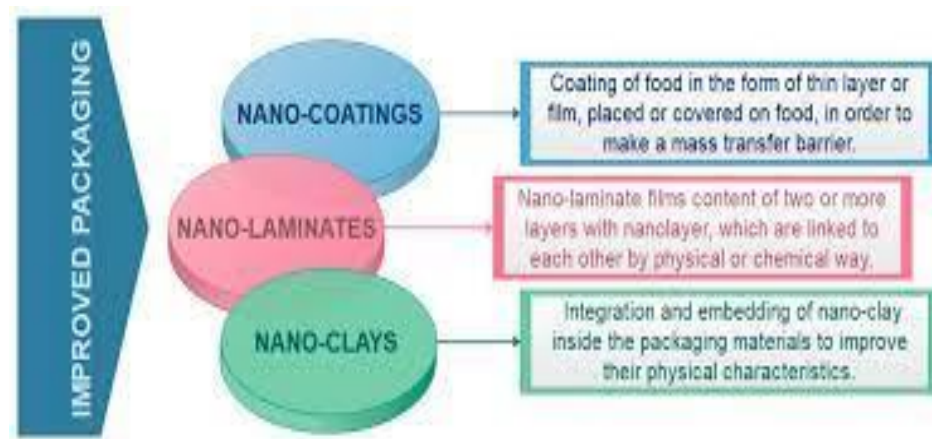 IMPROVED PACKAGING
NANO-COATINGS
Coating of food in the form of thin layer or
film, placed or covered on food, in order to
make a mass transfer barrier.
NANO-LAMINATES
Nano-laminate films content of two or more
layers with nanolayer, which are linked to
each other by physical or chemical way.
NANO-CLAYS
Integration and embedding of nano-clay
inside the packaging materials to improve
their physical characteristics.